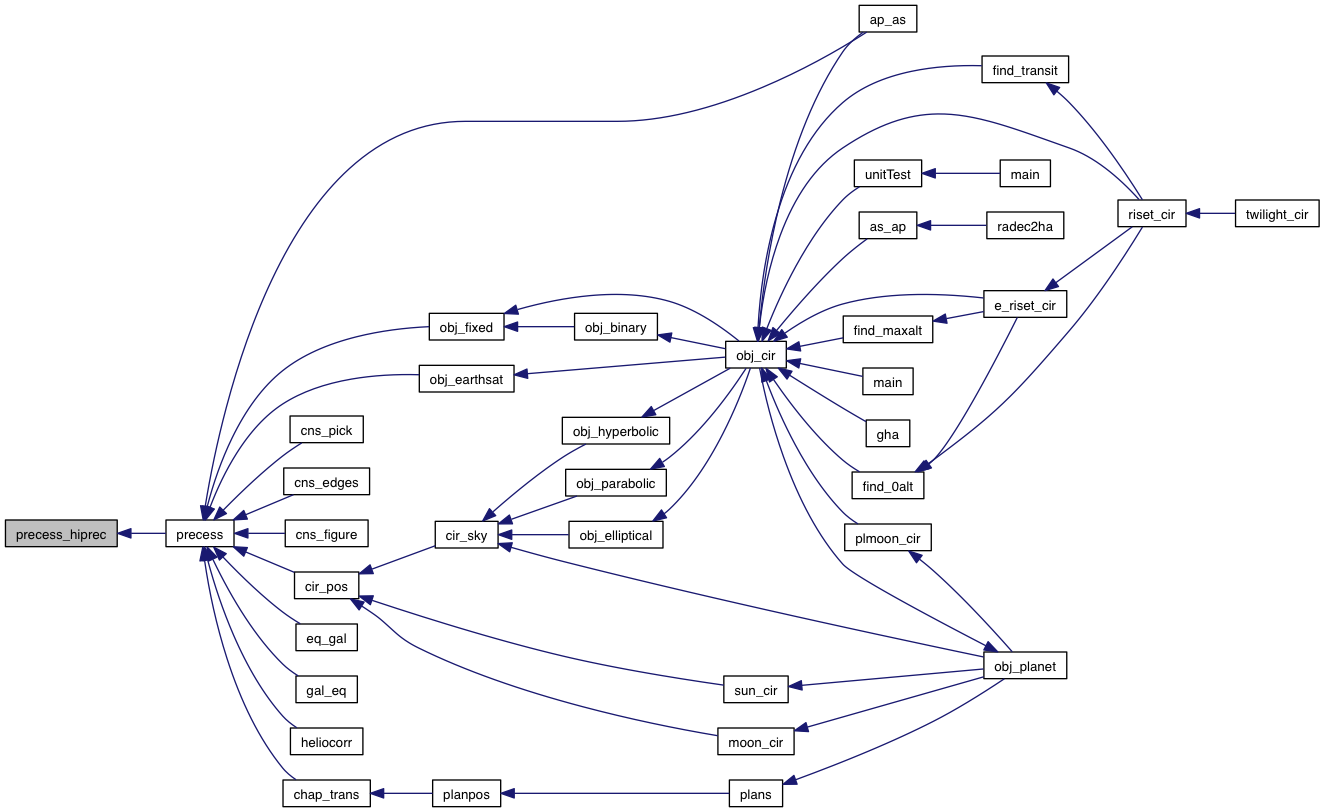 ap_as
find_transit
unitTest
main
riset_cir
twilight_cir
as_ap
radec2ha
e_riset_cir
obj_fixed
obj_binary
find_maxalt
obj_cir
obj_earthsat
main
cns_pick
obj_hyperbolic
gha
cns_edges
obj_parabolic
find_0alt
precess_hiprec
precess
cns_figure
cir_sky
obj_elliptical
plmoon_cir
cir_pos
eq_gal
obj_planet
gal_eq
sun_cir
heliocorr
moon_cir
chap_trans
planpos
plans